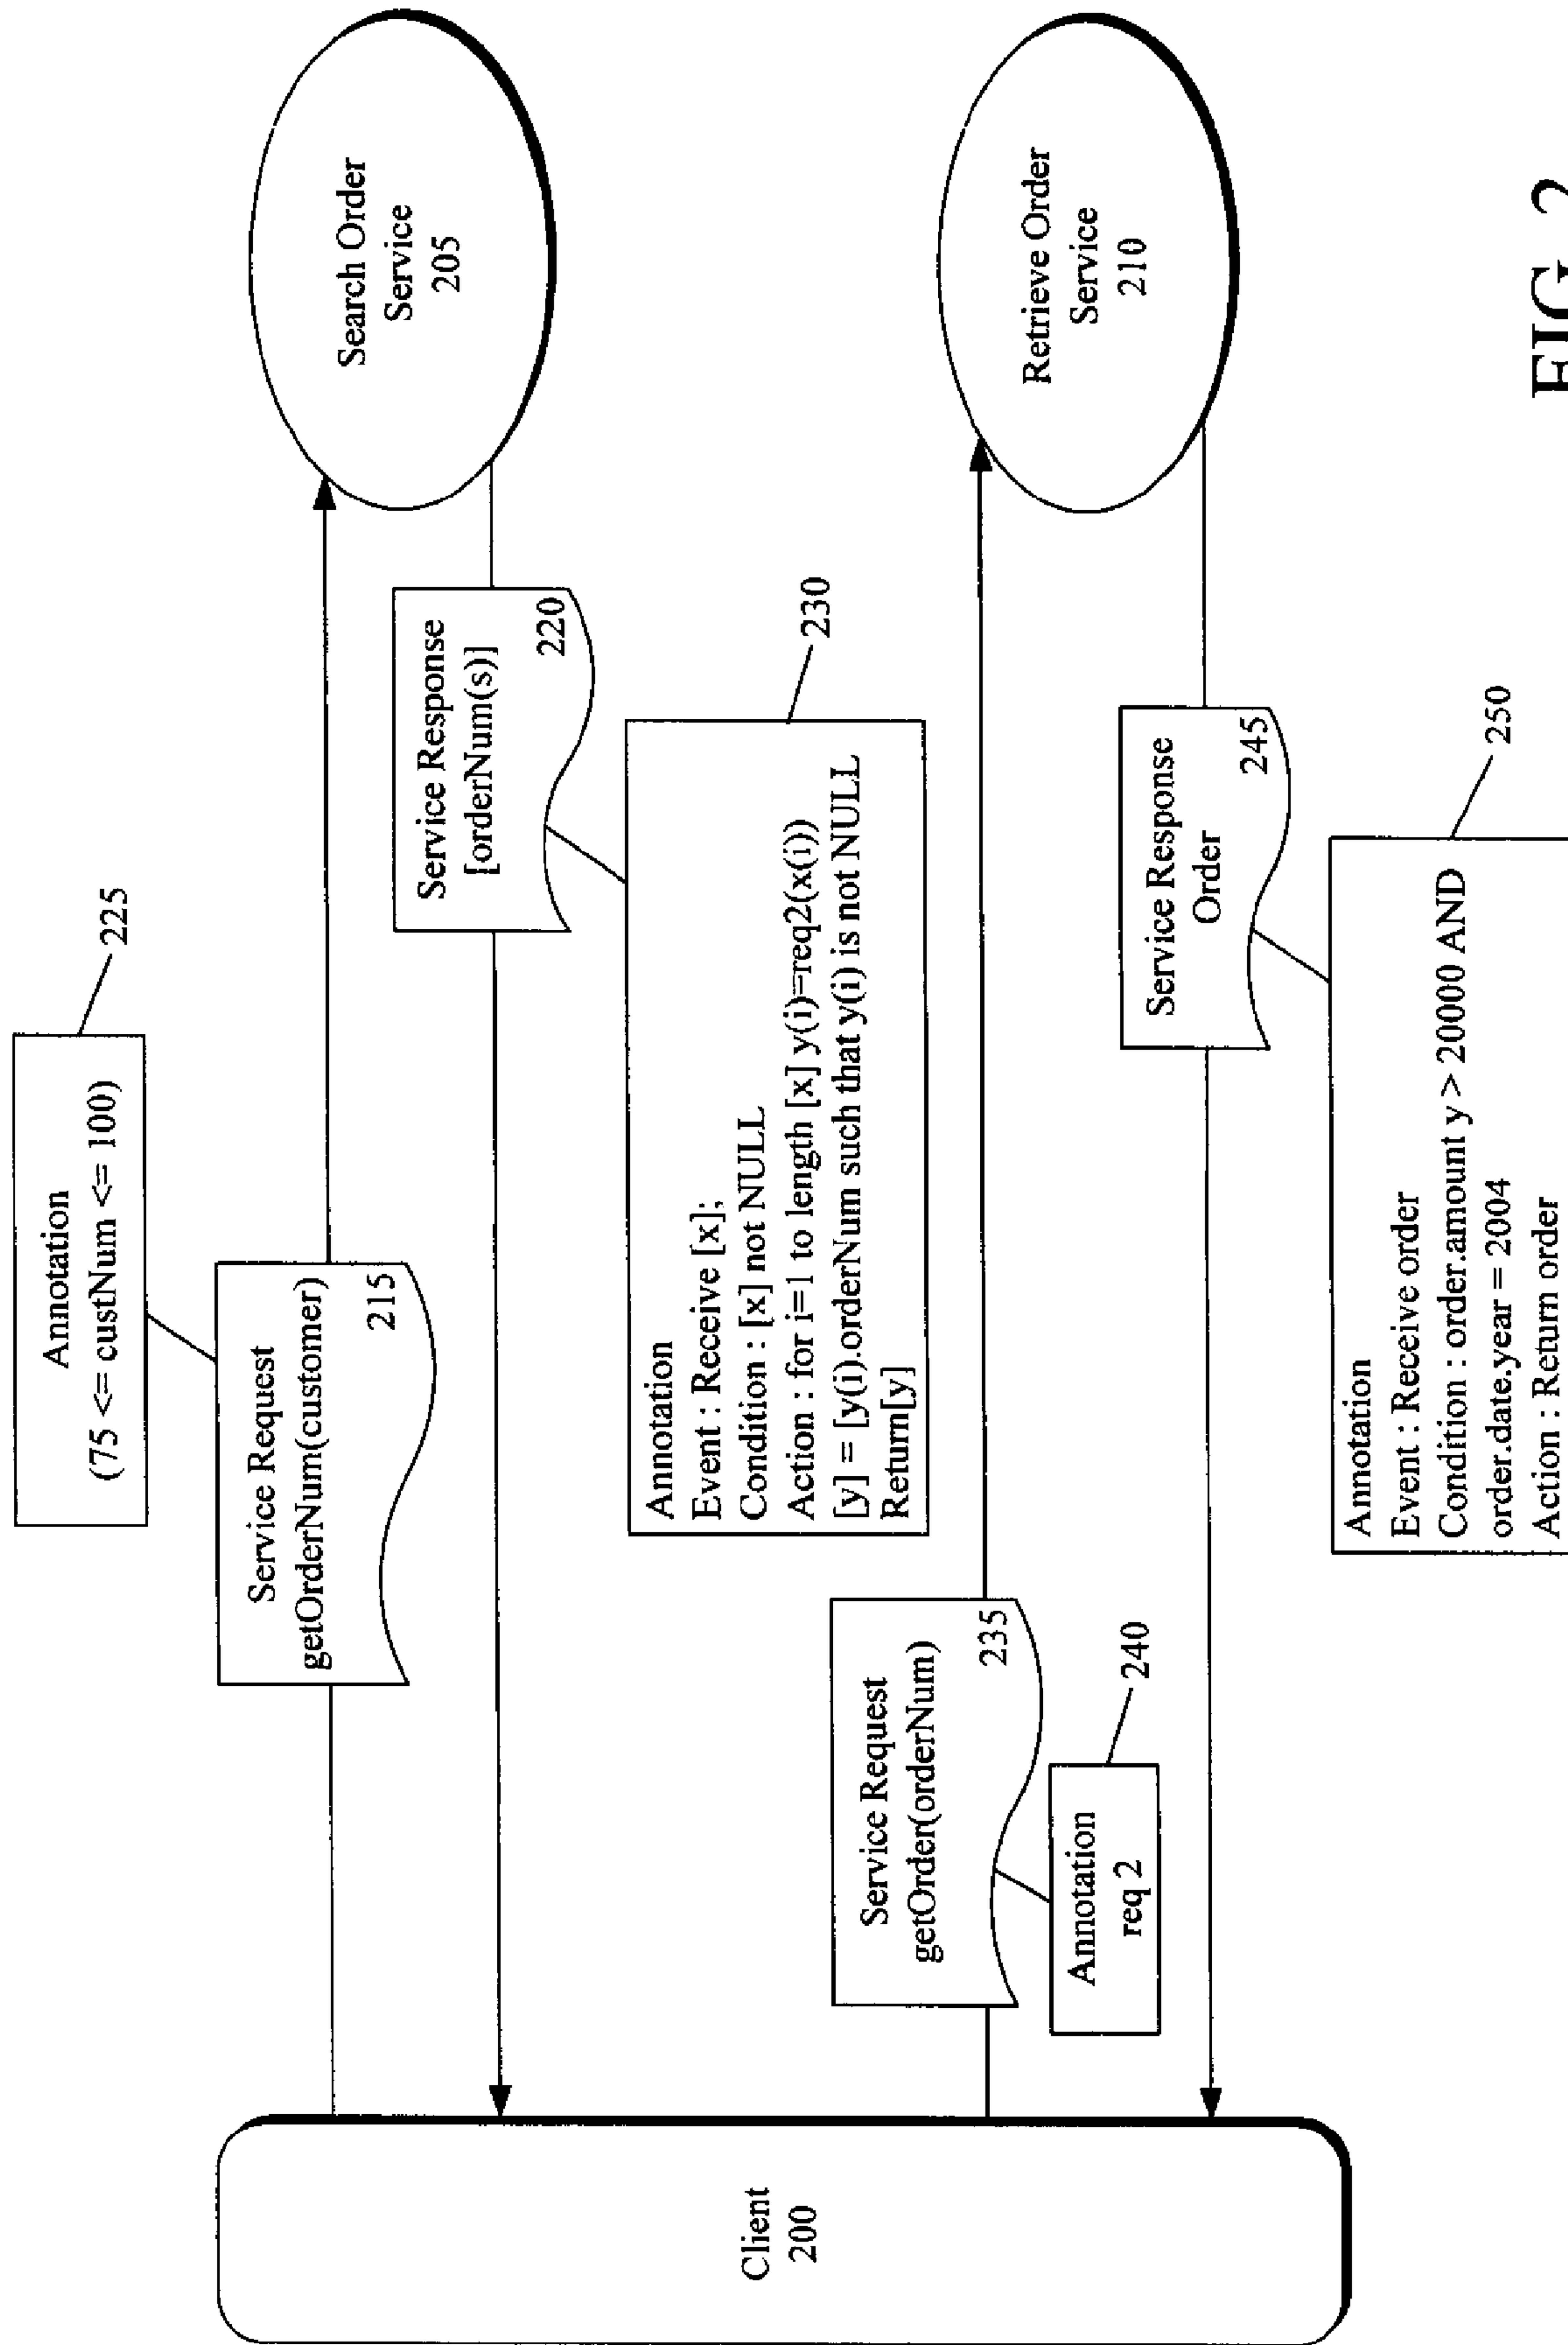 Annotation
(75 <= custNum <= 100)
225
Service Request
getOrderNum(customer)
215
Search Order
Service
205
Service Response
[orderNum(s)]
220
Annotation
Event : Receive [x];
Condition : [x] not NULL
Action : for i=1 to length [x] y(i)=req2(x(i))
[y] = [y(i).orderNum such that y(i) is not NULL
Return[y]
230
Client
200
Service Request
getOrder(orderNum)
235
Annotation
req 2
240
Retrieve Order
Service
210
Service Response
Order
245
Annotation
Event : Receive order
Condition : order.amount y > 20000 AND
order.date.year = 2004
Action : Return order
250
FIG. 2